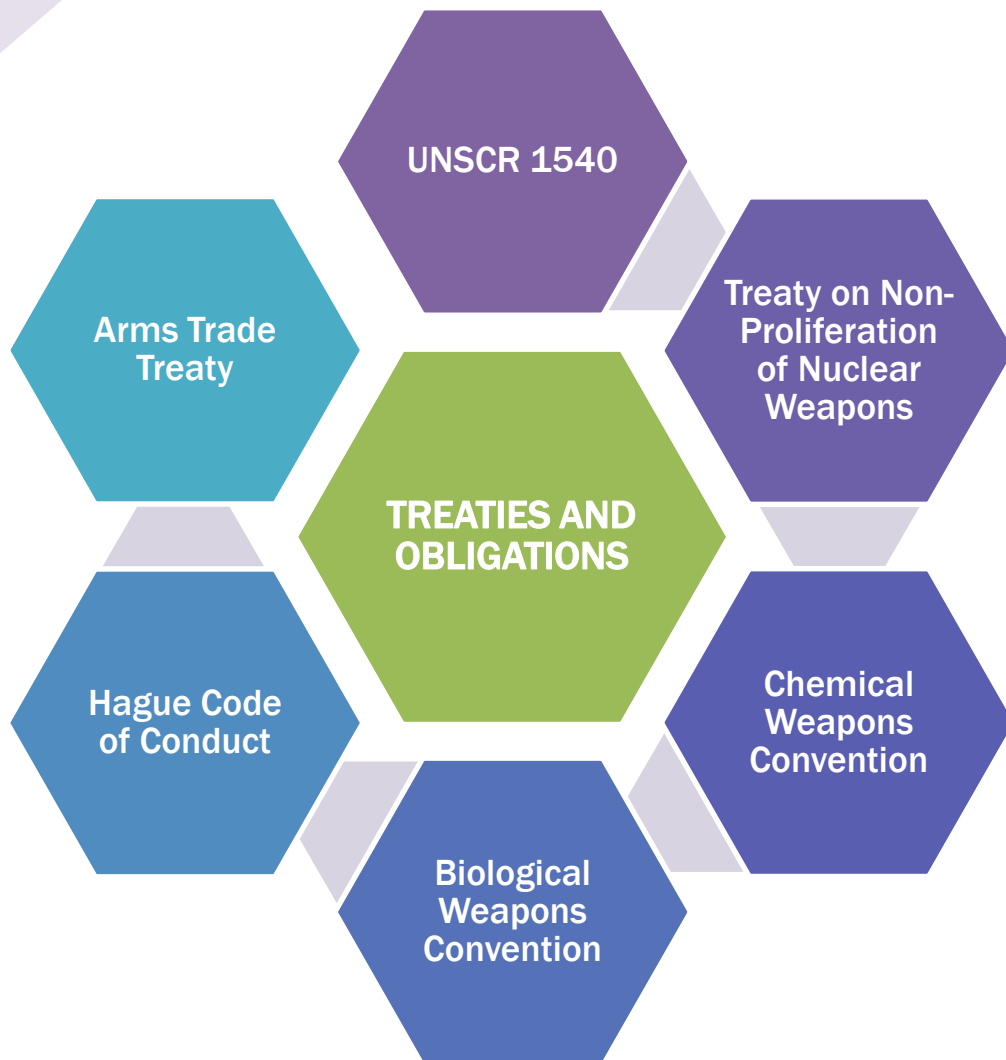 UNSCR 1540
Treaty on Non-
Proliferation
of Nuclear
Weapons
Chemical
Weapons
Convention
Biological
Weapons
Convention
Hague Code
of Conduct
Arms Trade
Treaty
TREATIES AND
OBLIGATIONS